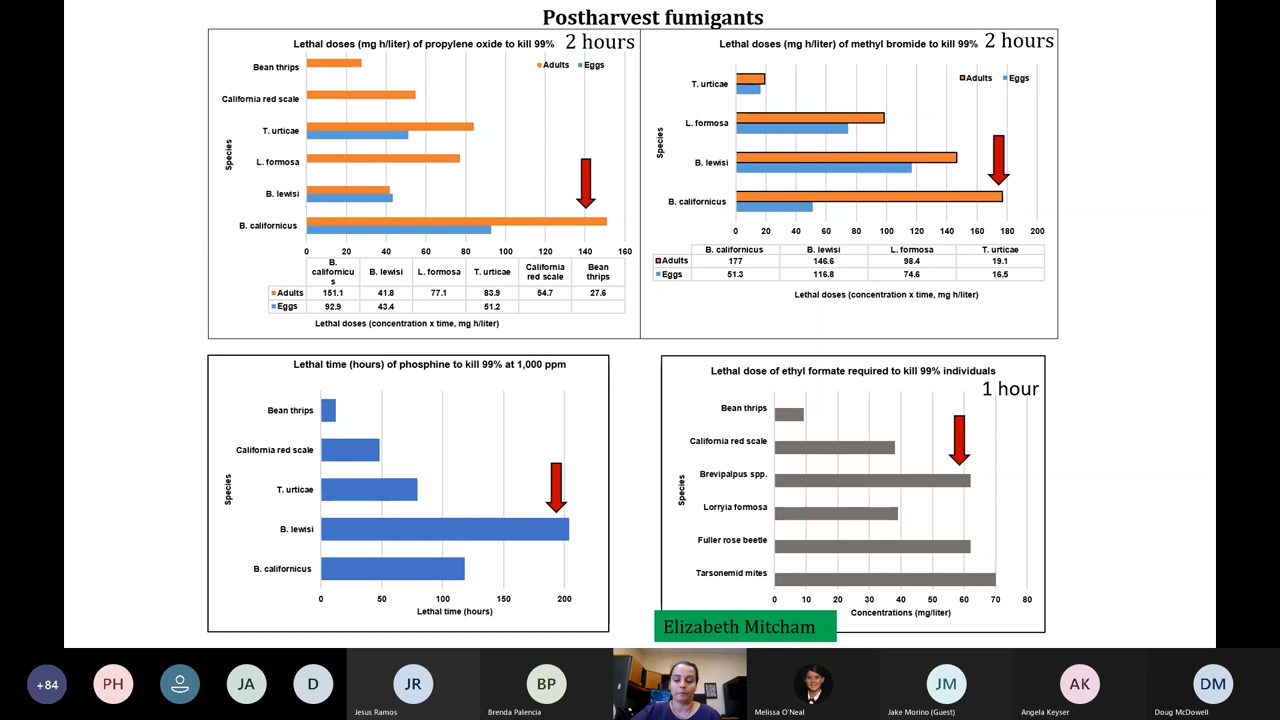 Postharvest fumigants
Lethal doses (mg h/liter) of propylene oxide to kill 99% 2 hours
Adults Eggs
Species
Bean thrips
California red scale
T. urticae
L. formosa
B. lewisi
B. californicus
0 20 40 60 80 100 120 140 160
B. californicu s B. lewisi L. formosa T. urticae California red scale Bean thrips
Adults 151.1 41.8 77.1 83.9 54.7 27.6
Eggs 92.9 43.4 51.2
Lethal doses (concentration x time, mg h/liter)
Lethal doses (mg h/liter) of methyl bromide to kill 99% 2 hours
Adults Eggs
Species
T. urticae
L. formosa
B. lewisi
B. californicus
0 20 40 60 80 100 120 140 160 180 200
B. californicus B. lewisi L. formosa T. urticae
Adults 177 146.6 98.4 19.1
Eggs 51.3 116.8 74.6 16.5
Lethal doses (concentration x time, mg h/liter)
Lethal time (hours) of phosphine to kill 99% at 1,000 ppm
Species
Bean thrips
California red scale
T. urticae
B. lewisi
B. californicus
0 50 100 150 200
Lethal time (hours)
Lethal dose of ethyl formate required to kill 99% individuals
1 hour
Species
Bean thrips
California red scale
Brevipalpus spp.
Lorryia formosa
Fuller rose beetle
Tarsonemid mites
0 10 20 30 40 50 60 70 80
Concentrations (mg/liter)
Elizabeth Mitcham
+84 PH JA D JR BP JM AK DM
Jesus Ramos Brenda Palencia Melissa O'Neal Jake Morino (Guest) Angela Keyser Doug McDowell